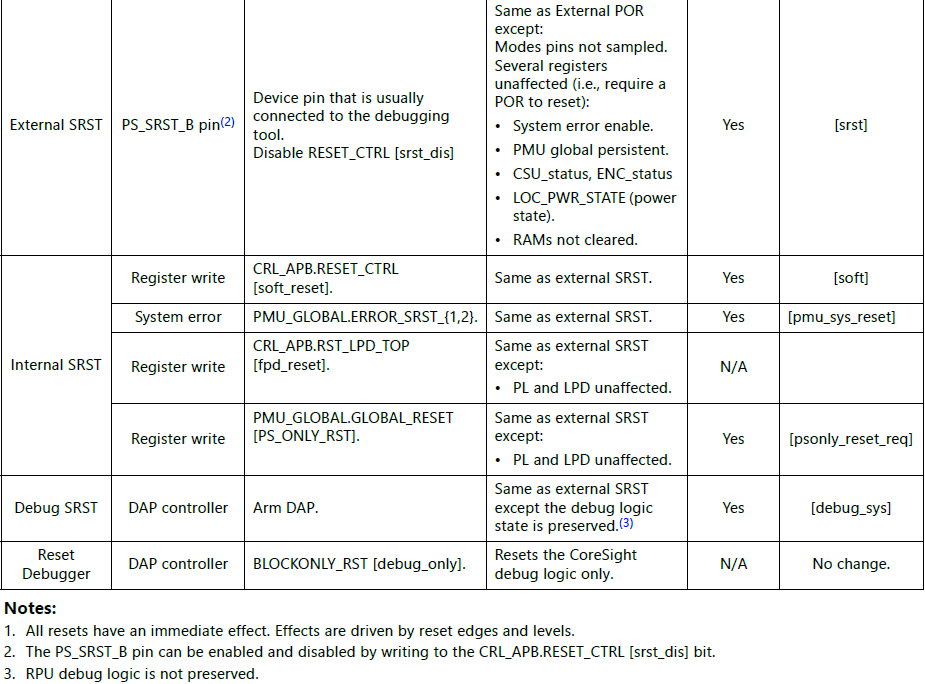 Same as External POR
except:
Modes pins not sampled.
Several registers
unaffected (i.e., require a
POR to reset):
• System error enable.
• PMU global persistent.
• CSU_status, ENC_status
• LOC_PWR_STATE (power
state).
• RAMs not cleared.
External SRST
PS_SRST_B pin(2)
Device pin that is usually
connected to the debugging
tool.
Disable RESET_CTRL [srst_dis]
Yes
[srst]
Internal SRST
Register write
CRL_APB.RESET_CTRL
[soft_reset].
Same as external SRST.
Yes
[soft]
System error
PMU_GLOBAL.ERROR_SRST_{1,2}.
Same as external SRST.
Yes
[pmu_sys_reset]
Register write
CRL_APB.RST_LPD_TOP
[fpd_reset].
Same as external SRST
except:
• PL and LPD unaffected.
N/A
Register write
PMU_GLOBAL.GLOBAL_RESET
[PS_ONLY_RST].
Same as external SRST
except:
• PL and LPD unaffected.
Yes
[psonly_reset_req]
Debug SRST
DAP controller
Arm DAP.
Same as external SRST
except the debug logic
state is preserved.(3)
Yes
[debug_sys]
Reset
Debugger
DAP controller
BLOCKONLY_RST [debug_only].
Resets the CoreSight
debug logic only.
N/A
No change.
Notes:
1. All resets have an immediate effect. Effects are driven by reset edges and levels.
2. The PS_SRST_B pin can be enabled and disabled by writing to the CRL_APB.RESET_CTRL [srst_dis] bit.
3. RPU debug logic is not preserved.